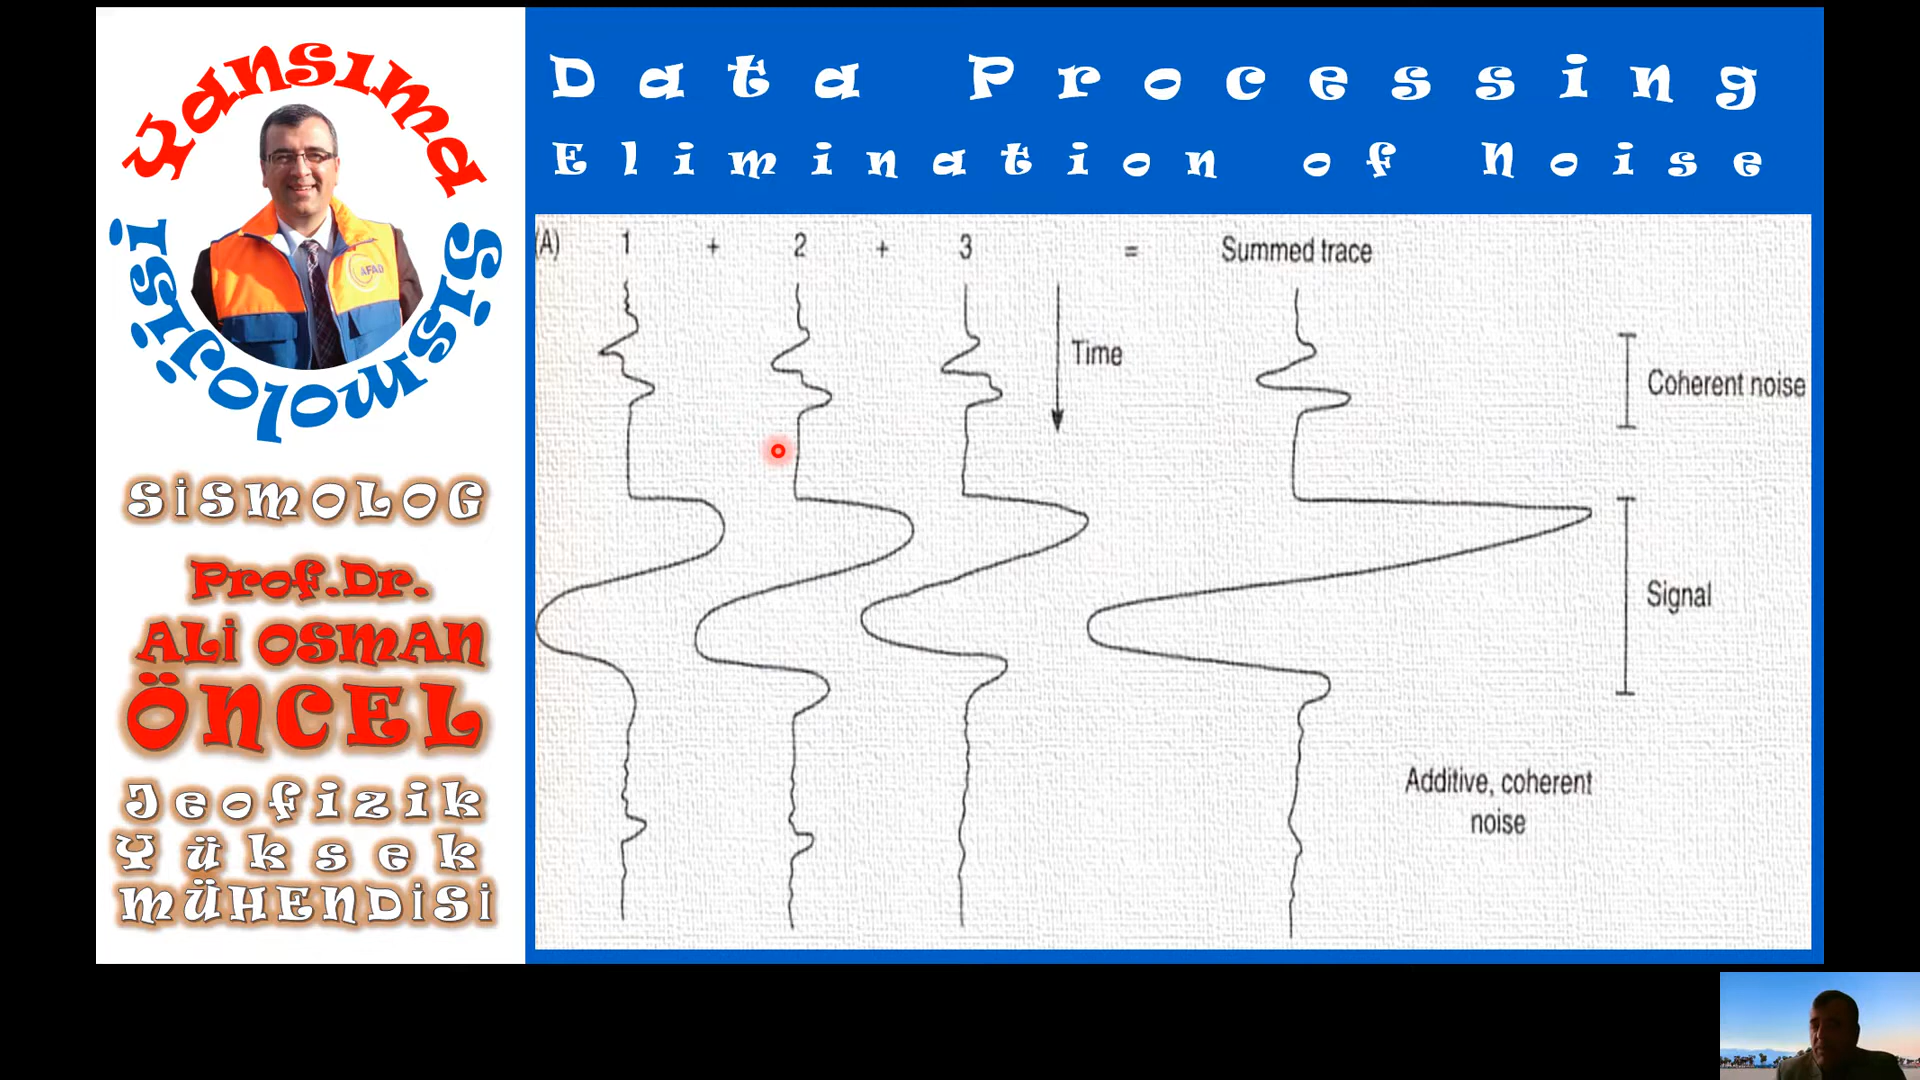 Yansıma
Sismolojisi
AFAD
SİSMOLOG
Prof.Dr.
ALİ OSMAN
ÖNCEL
Jeofizik
Yüksek
MÜHENDİSİ
Data Processing
Elimination of Noise
(A) 1 + 2 + 3 = Summed trace
Time
Coherent noise
Signal
Additive, coherent
noise